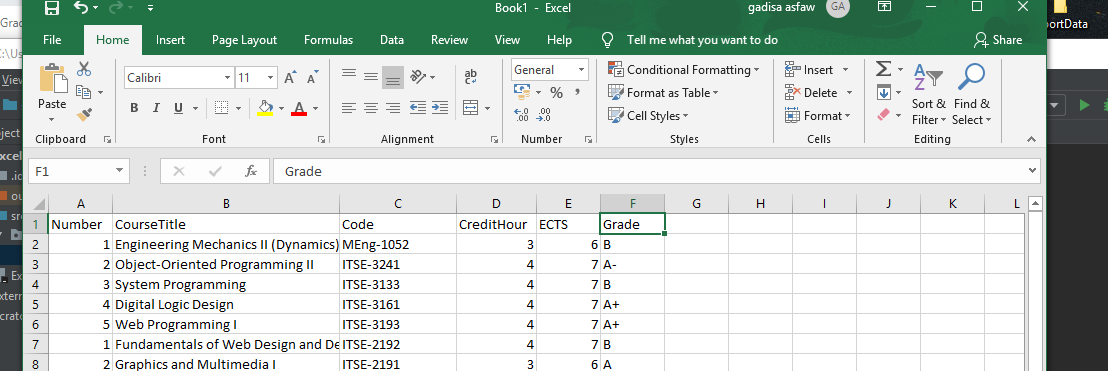 Book1 - Excel
gadisa asfaw
GA
Grad
ortData
File Home Insert Page Layout Formulas Data Review View Help Tell me what you want to do Share
C:\Us
View
Paste
Calibri 11
General
Conditional Formatting
Format as Table
Cell Styles
Insert
Delete
Format
Sort & Filter
Find & Select
B I U
Clipboard Font Alignment Number Styles Cells Editing
F1 fx Grade
A B C D E F G H I J K L
1 Number CourseTitle Code CreditHour ECTS Grade
2 1 Engineering Mechanics II (Dynamics) MEng-1052 3 6 B
3 2 Object-Oriented Programming II ITSE-3241 4 7 A-
4 3 System Programming ITSE-3133 4 7 B
5 4 Digital Logic Design ITSE-3161 4 7 A+
6 5 Web Programming I ITSE-3193 4 7 A+
7 1 Fundamentals of Web Design and De ITSE-2192 4 7 B
8 2 Graphics and Multimedia I ITSE-2191 3 6 A